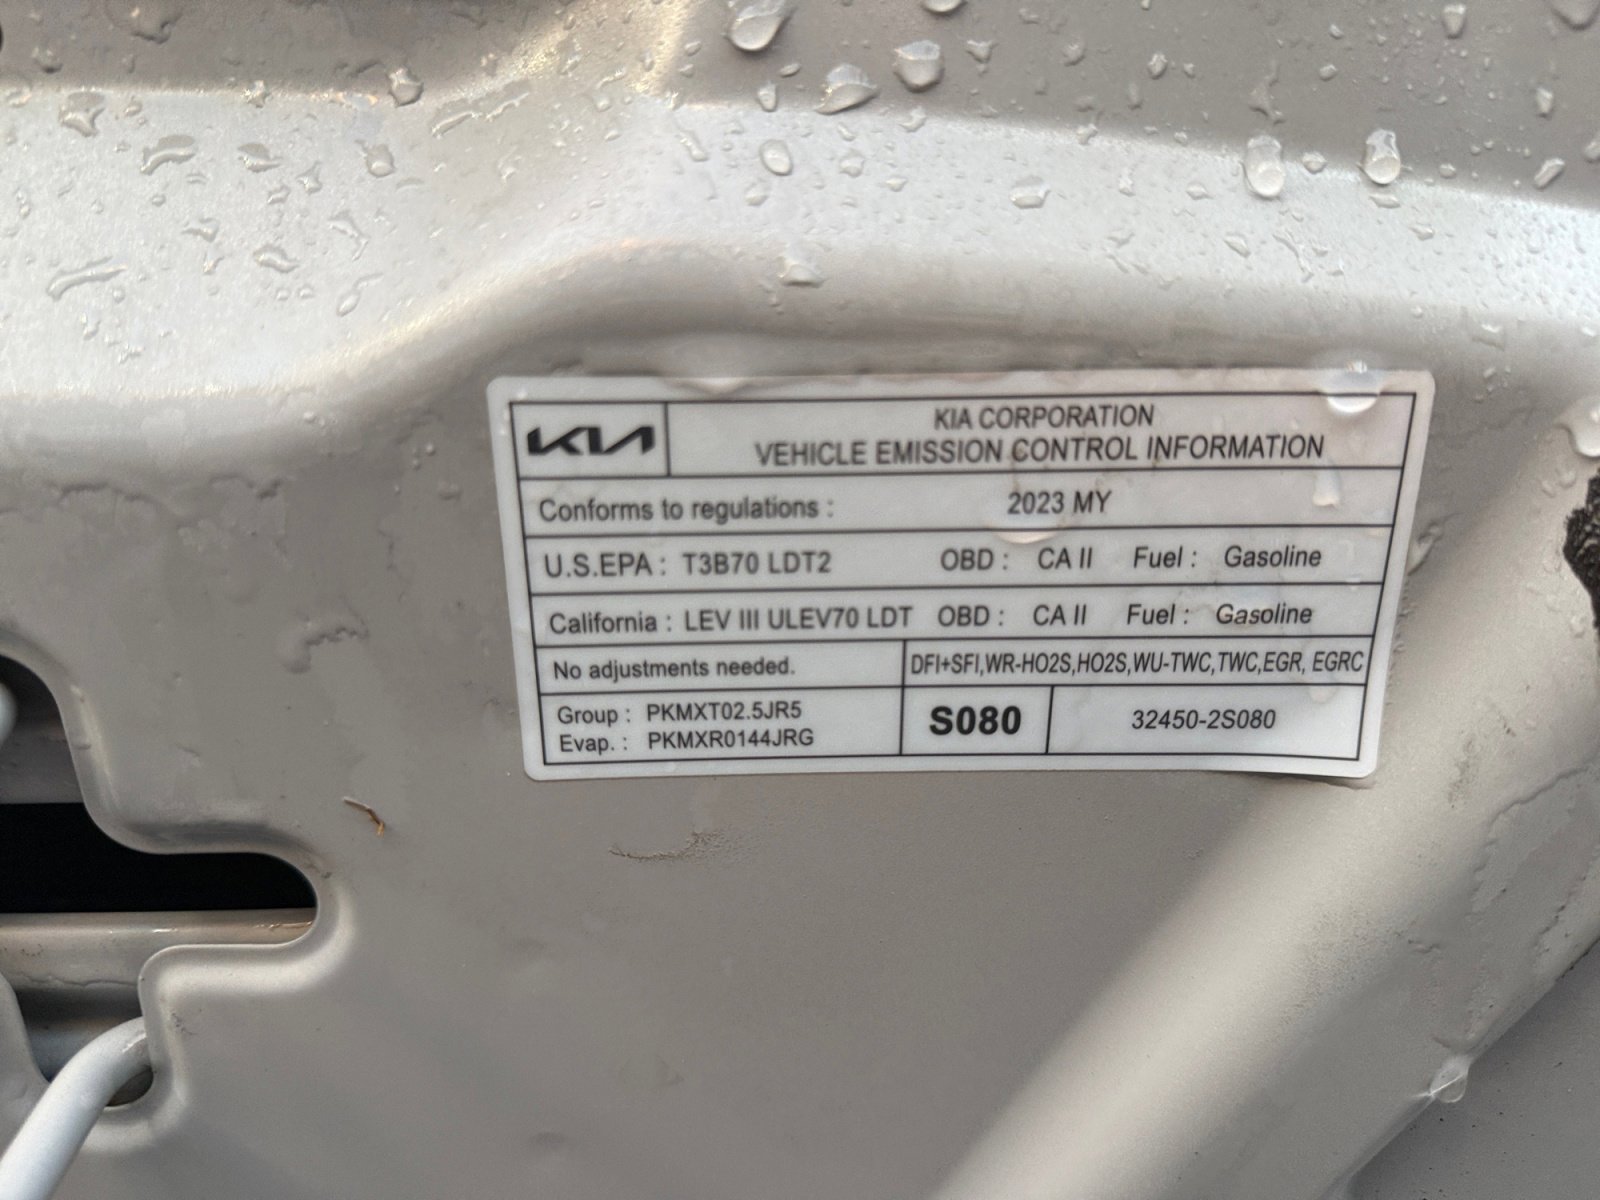 KIA
KIA CORPORATION
VEHICLE EMISSION CONTROL INFORMATION
Conforms to regulations : 2023 MY
U.S.EPA : T3B70 LDT2 OBD : CA II Fuel : Gasoline
California : LEV III ULEV70 LDT OBD : CA II Fuel : Gasoline
No adjustments needed. DFI+SFI,WR-HO2S,HO2S,WU-TWC,TWC,EGR, EGRC
Group : PKMXT02.5JR5
Evap. : PKMXR0144JRG
S080 32450-2S080